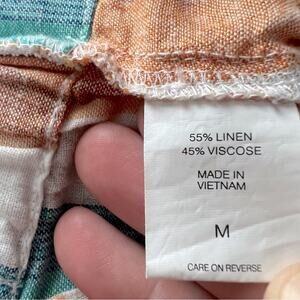 55% LINEN
45% VISCOSE
MADE IN
VIETNAM
M
CARE ON REVERSE